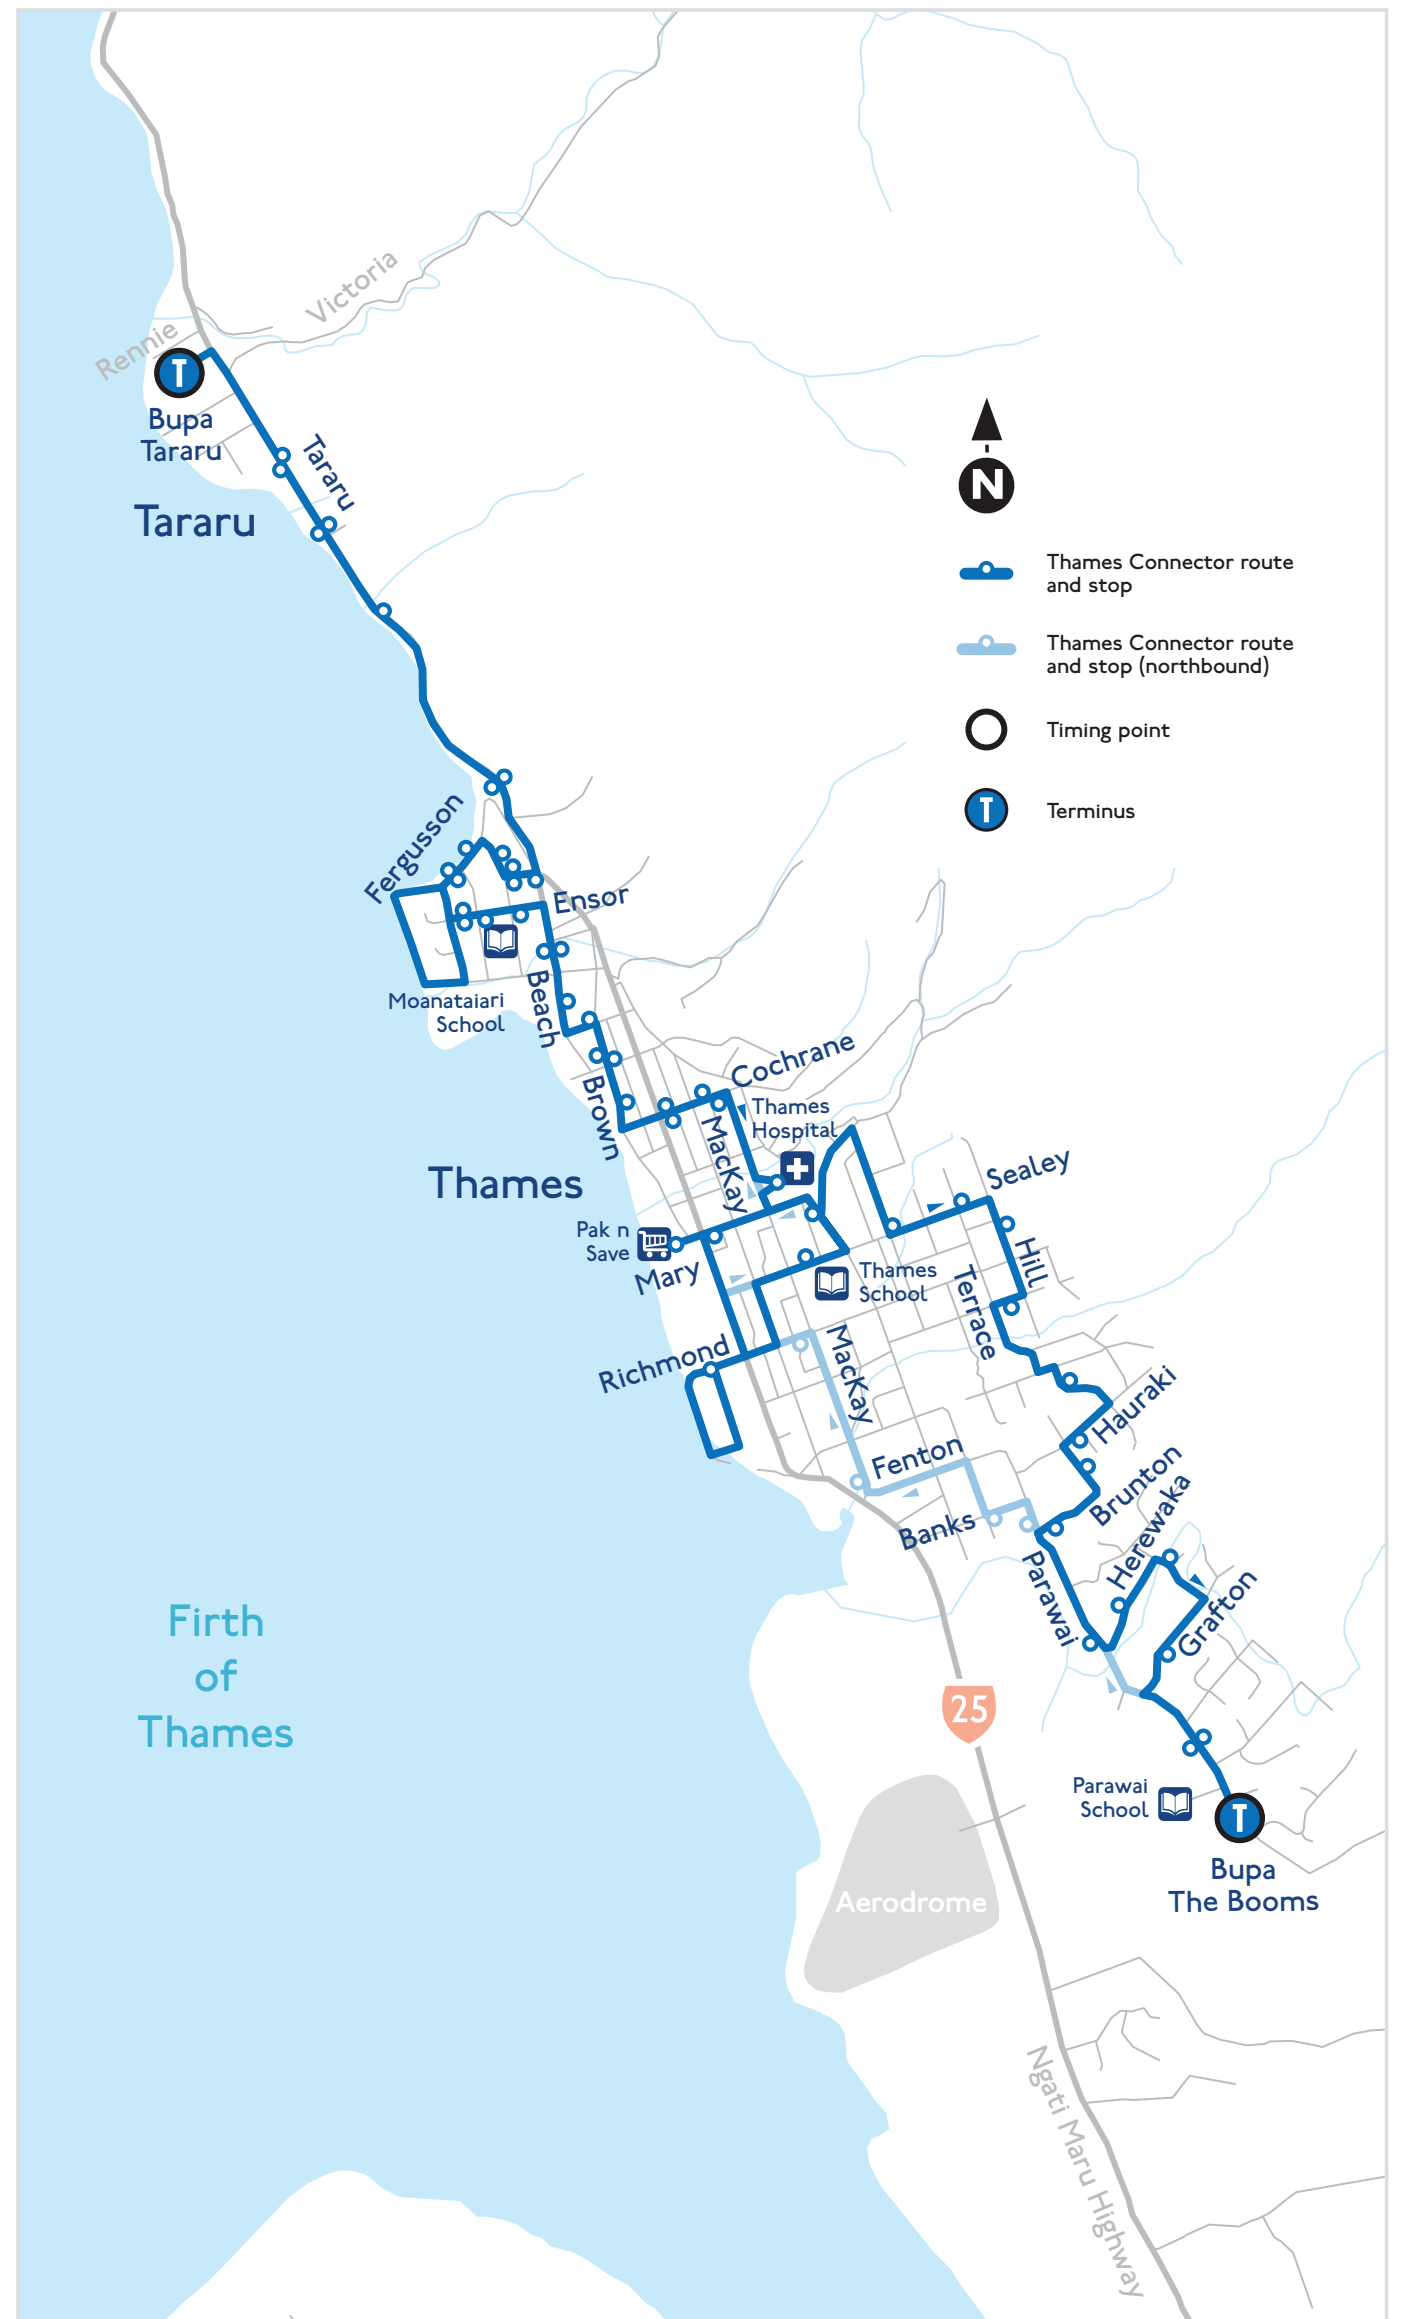 Victoria
Rennie
T
Bupa
Tararu
Tararu
Tararu
N
Thames Connector route
and stop
Thames Connector route
and stop (northbound)
Timing point
T
Terminus
Fergusson
Ensor
Moanataiari
School
Beach
Brown
Cochrane
Thames
Hospital
MacKay
Thames
Sealey
Pak n
Save
Mary
Hill
Thames
School
Terrace
Richmond
MacKay
Hauraki
Fenton
Brunton
Banks
Herewaka
Parawai
Grafton
Firth
of
Thames
25
Parawai
School
T
Bupa
The Booms
Aerodrome
Ngati Maru Highway